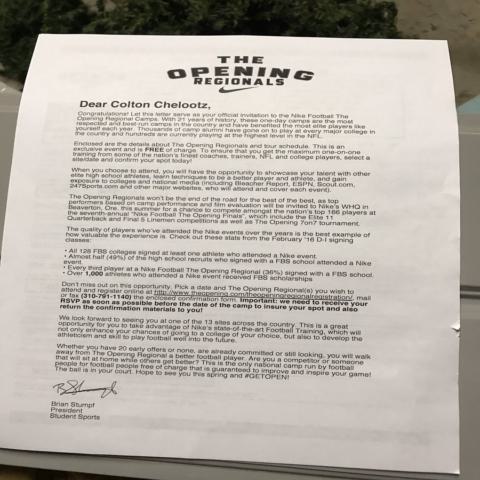 THE
OPENING
REGIONALS
Dear Colton Chelootz,
Congratulations! Let this letter serve as your official invitation to the Nike Football The
Opening Regional Camps. With 21 years of history, these one-day camps are the most
respected and best-run camps in the country and have benefited the most elite players like
yourself each year. Thousands of camp alumni have gone on to play at every major college in
the country and hundreds are currently playing at the highest level in the NFL.
Enclosed are the details about The Opening Regionals and tour schedule. This is an
exclusive event and is FREE of charge. To ensure that you get the maximum one-on-one
training from some of the nation's finest coaches, trainers, NFL and college players, select a
site/date and confirm your spot today!
When you choose to attend, you will have the opportunity to showcase your talent with other
elite high school athletes, learn techniques to be a better player and athlete, and gain
exposure to colleges and national media (including Bleacher Report, ESPN, Scout.com,
247Sports.com and other major websites, who will attend and cover each event).
The Opening Regionals won't be the end of the road for the best of the best, as top
performers based on camp performance and film evaluation will be invited to Nike's WHQ in
Beaverton, Ore. this summer for a chance to compete amongst the nation's top 166 players at
the seventh-annual "Nike Football The Opening Finals", which include the Elite 11
Quarterback and Final 5 Linemen competitions as well as The Opening 7on7 tournament.
The quality of players who've attended the Nike events over the years is the best example of
how valuable the experience is. Check out these stats from the February '16 D-I signing
classes:
• All 128 FBS colleges signed at least one athlete who attended a Nike event.
• Almost half (49%) of the high school recruits who signed with a FBS school attended a Nike
event.
• Every third player at a Nike Football The Opening Regional (36%) signed with a FBS school.
• Over 1,000 athletes who attended a Nike event received FBS scholarships
Don't miss out on this opportunity. Pick a date and The Opening Regional(s) you wish to
attend and register online at http://www.theopening.com/theopeningregionalregistration/, mail
or fax (310-791-1140) the enclosed confirmation form. Important: we need to receive your
RSVP as soon as possible before the date of the camp to insure your spot and also
return the confirmation materials to you!
We look forward to seeing you at one of the 13 sites across the country. This is a great
opportunity for you to take advantage of Nike's state-of-the-art Football Training, which will
not only enhance your chances of going to a college of your choice, but also to develop the
athleticism and skill to play football well into the future.
Whether you have 20 early offers or none, are already committed or still looking, you will walk
away from The Opening Regional a better football player. Are you a competitor or someone
that will sit at home while others get better? This is the only national camp run by football
people for football people free of charge that is guaranteed to improve and inspire your game!
The ball is in your court. Hope to see you this spring and #GETOPEN!
Brian Stumpf
President
Student Sports